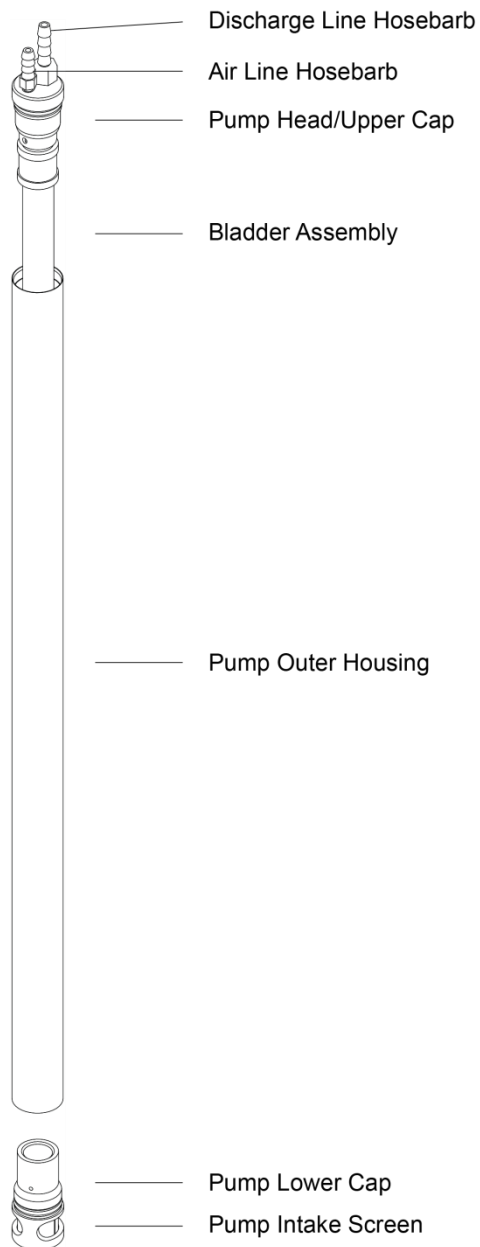 Discharge Line Hosebarb
Air Line Hosebarb
Pump Head/Upper Cap
Bladder Assembly
Pump Outer Housing
Pump Lower Cap
Pump Intake Screen